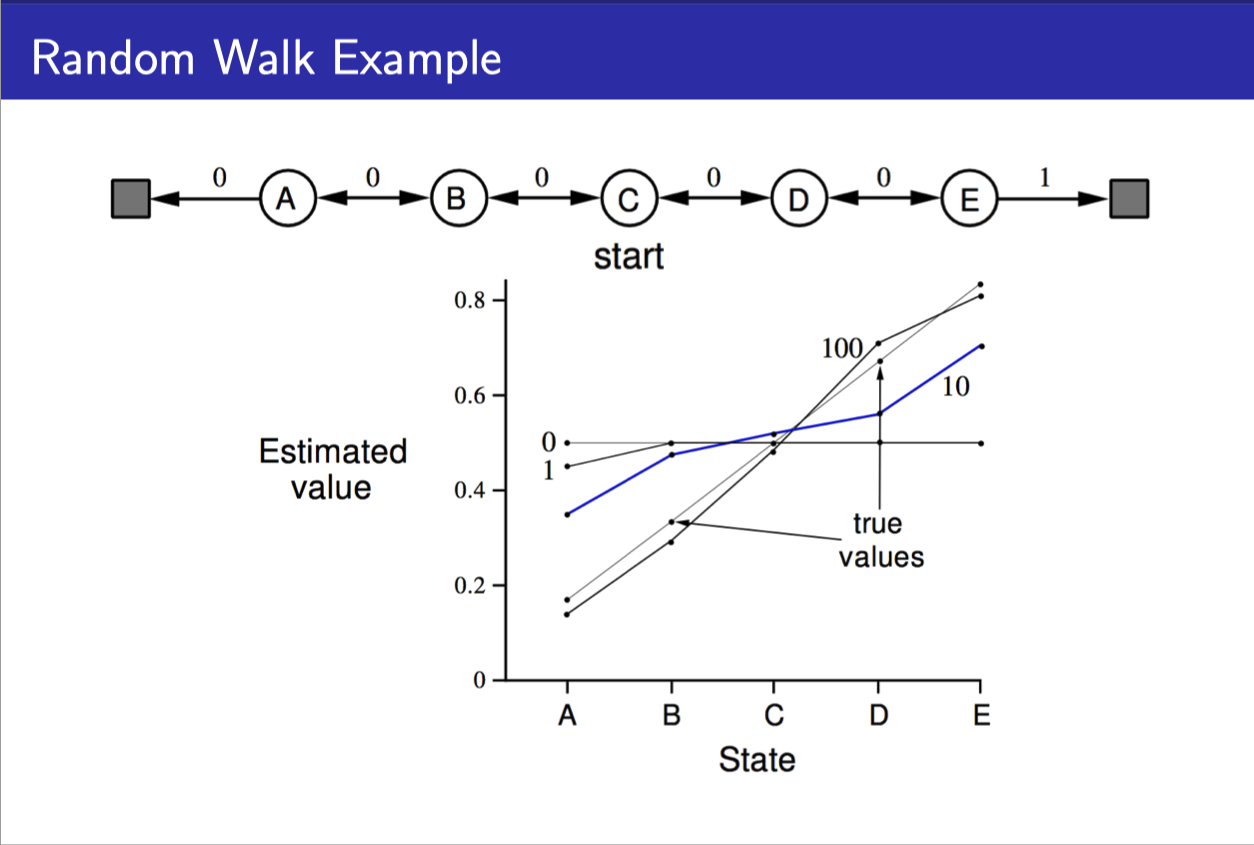 Random Walk Example
0 0 0 0 0 1
A B C D E
start
0.8
100
0.6
10
0
Estimated
value
1
0.4
true
values
0.2
0
A B C D E
State